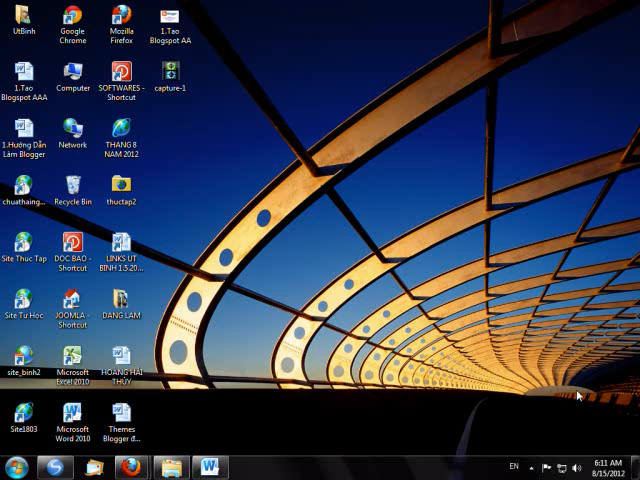 UtBinh
Google
Chrome
Mozilla
Firefox
1.Tao
Blogspot AA
1.Tao
Blogspot AAA
Computer
SOFTWARES -
Shortcut
capture-1
1.Hướng Dẫn
Làm Blogger
Network
THANG 8
NAM 2012
chuathaing...
Recycle Bin
thuctap2
Site Thuc Tap
DOC BAO -
Shortcut
LINKS UT
BINH 1.5.20...
Site Tu Hoc
JOOMLA -
Shortcut
DANG LAM
site_binh2
Microsoft
Excel 2010
HOANG HAI
THỦY
Site1803
Microsoft
Word 2010
Themes
Blogger đ...
EN
6:11 AM
8/15/2012